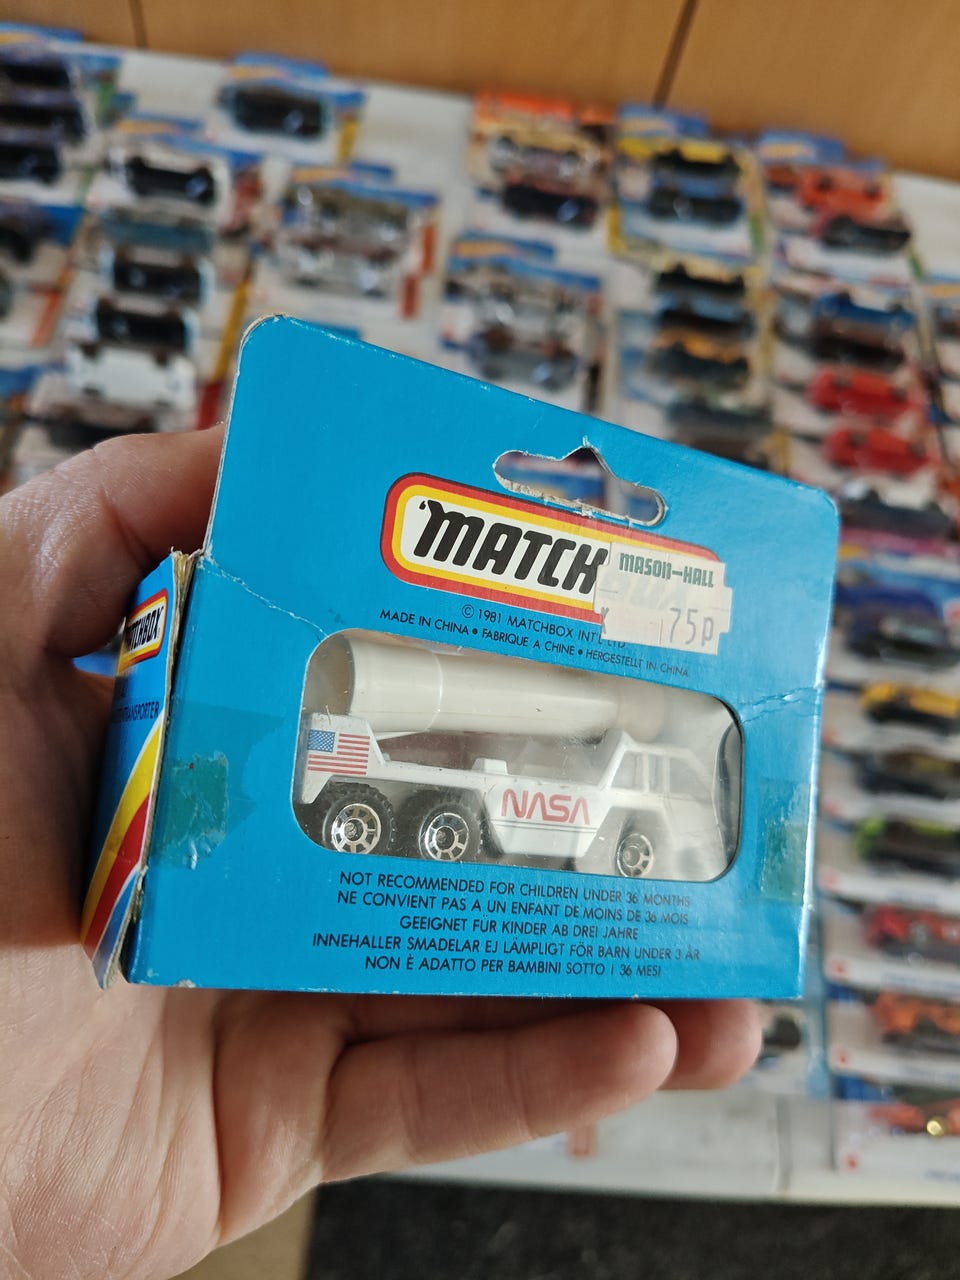 MATCH
MASON-HALL
75p
© 1981 MATCHBOX INT'L LTD
MADE IN CHINA • FABRIQUE A CHINE • HERGESTELLT IN CHINA
MATCHBOX
TRANSPORTER
NASA
NOT RECOMMENDED FOR CHILDREN UNDER 36 MONTHS
NE CONVIENT PAS A UN ENFANT DE MOINS DE 36 MOIS
GEEIGNET FÜR KINDER AB DREI JAHRE
INNEHALLER SMADELAR EJ LÄMPLIGT FÖR BARN UNDER 3 ÅR
NON È ADATTO PER BAMBINI SOTTO I 36 MESI